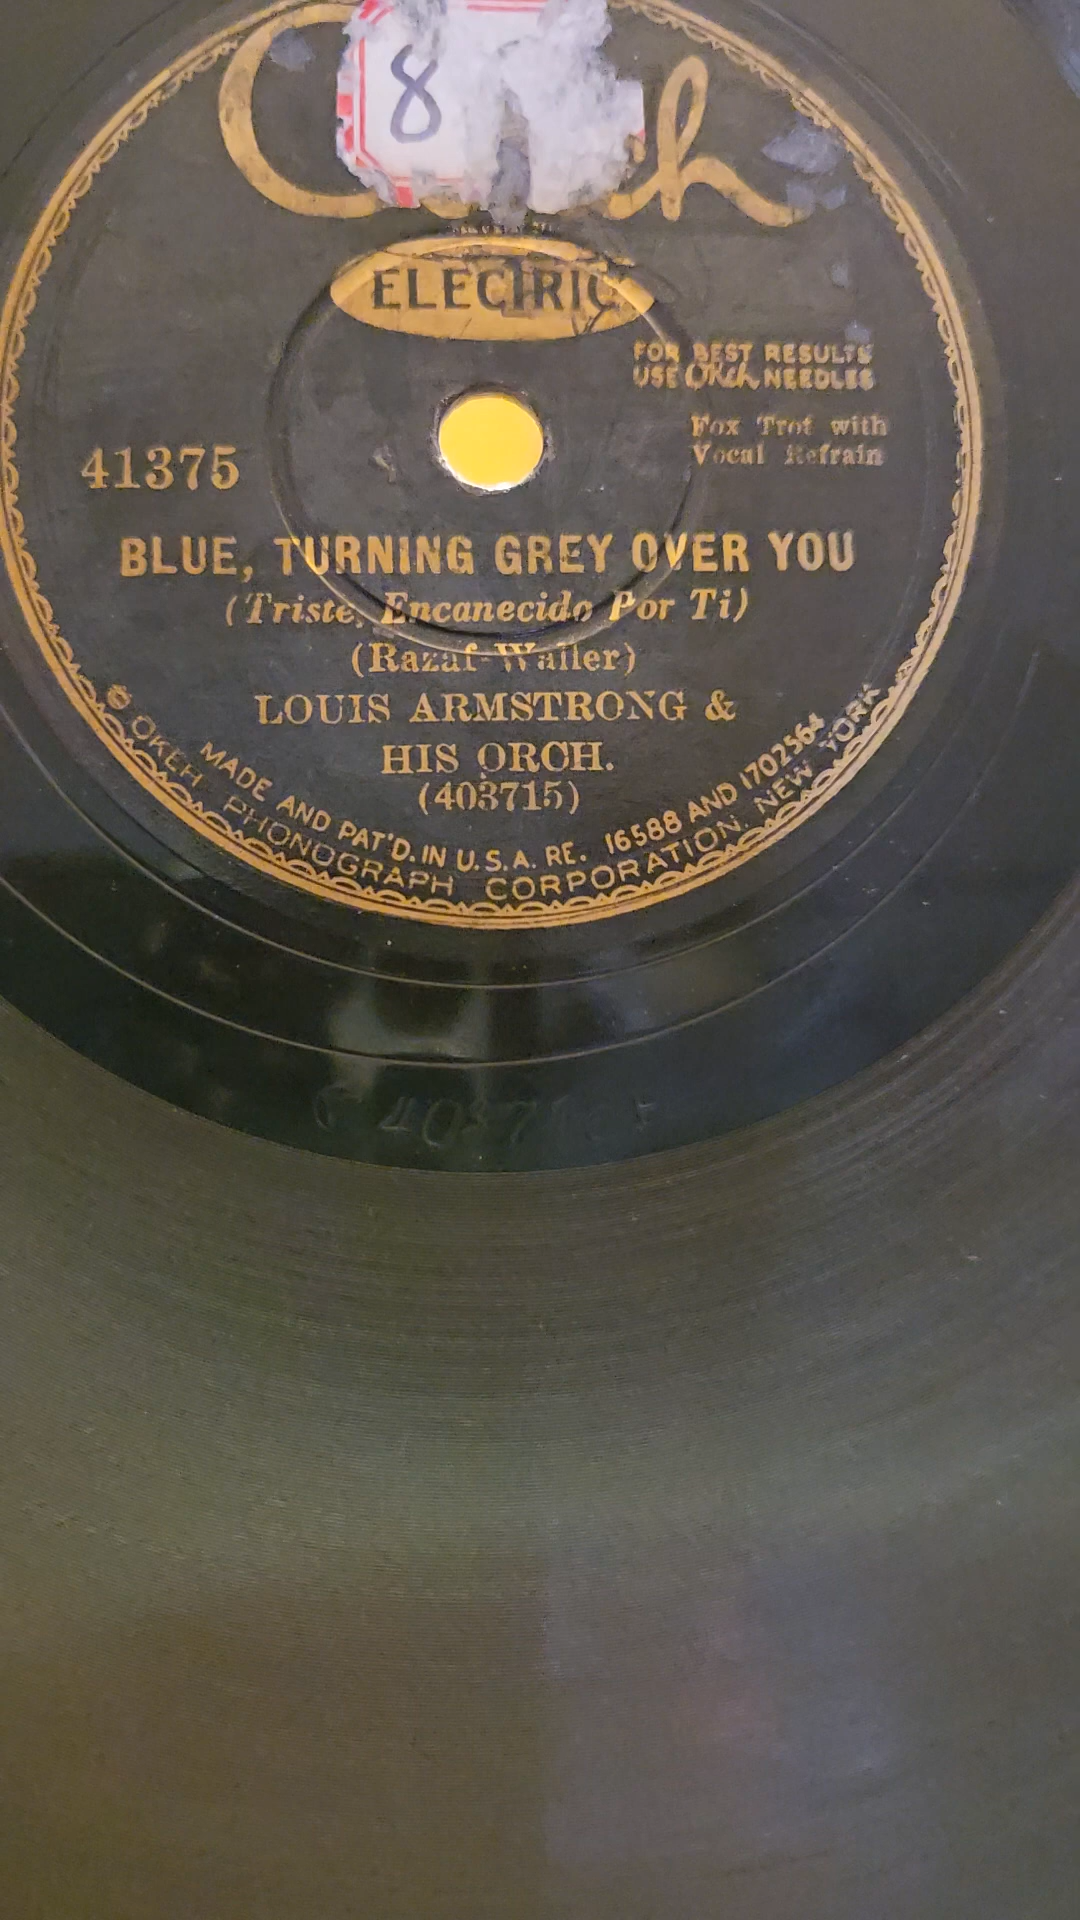 8
ELECTRIC
FOR BEST RESULTS
USE OKeh NEEDLES
Fox Trot with
Vocal Refrain
41375
BLUE, TURNING GREY OVER YOU
(Triste, Encanecido Por Ti)
(Razaf-Waller)
LOUIS ARMSTRONG &
HIS ORCH.
(403715)
MADE AND PAT'D. IN U.S.A. RE. 16588 AND 1702564
OKEH PHONOGRAPH CORPORATION, NEW YORK